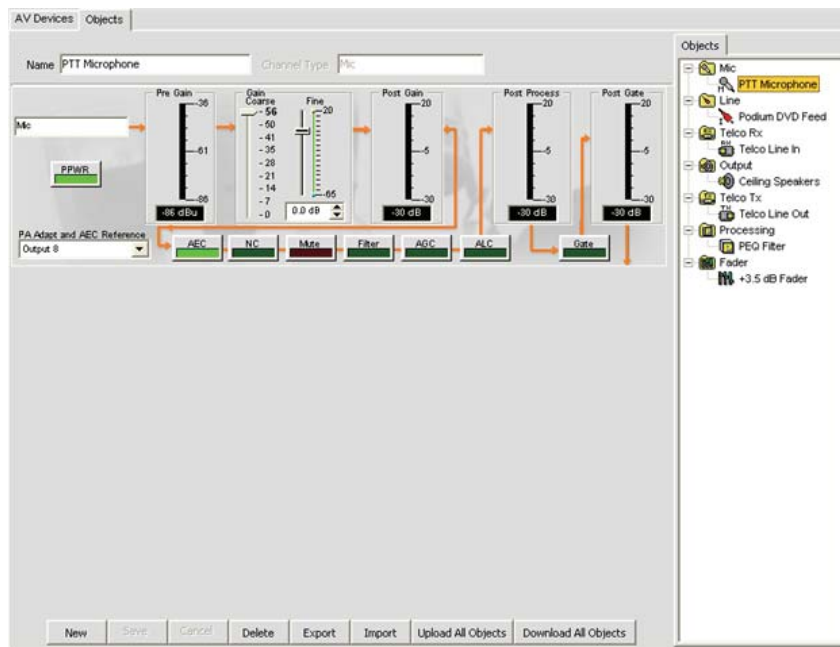 AV Devices Objects
Name PTT Microphone Channel Type Mic
Pre Gain
-36
-61
-86
-86 dBu
Gain
Coarse Fine
56
50
41
35
28
21
14
7
0
20
-65
0.0 dB
Post Gain
20
-5
-30
-30 dB
Post Process
20
-5
-30
-30 dB
Post Gate
20
-5
-30
-30 dB
Mic
PPWR
PA Adapt and AEC Reference
Output 8
AEC NC Mute Filter AGC ALC Gate
New Save Cancel Delete Export Import Upload All Objects Download All Objects
Objects
Mic
PTT Microphone
Line
Podium DVD Feed
Telco Rx
Telco Line In
Output
Ceiling Speakers
Telco Tx
Telco Line Out
Processing
PEQ Filter
Fader
+3.5 dB Fader